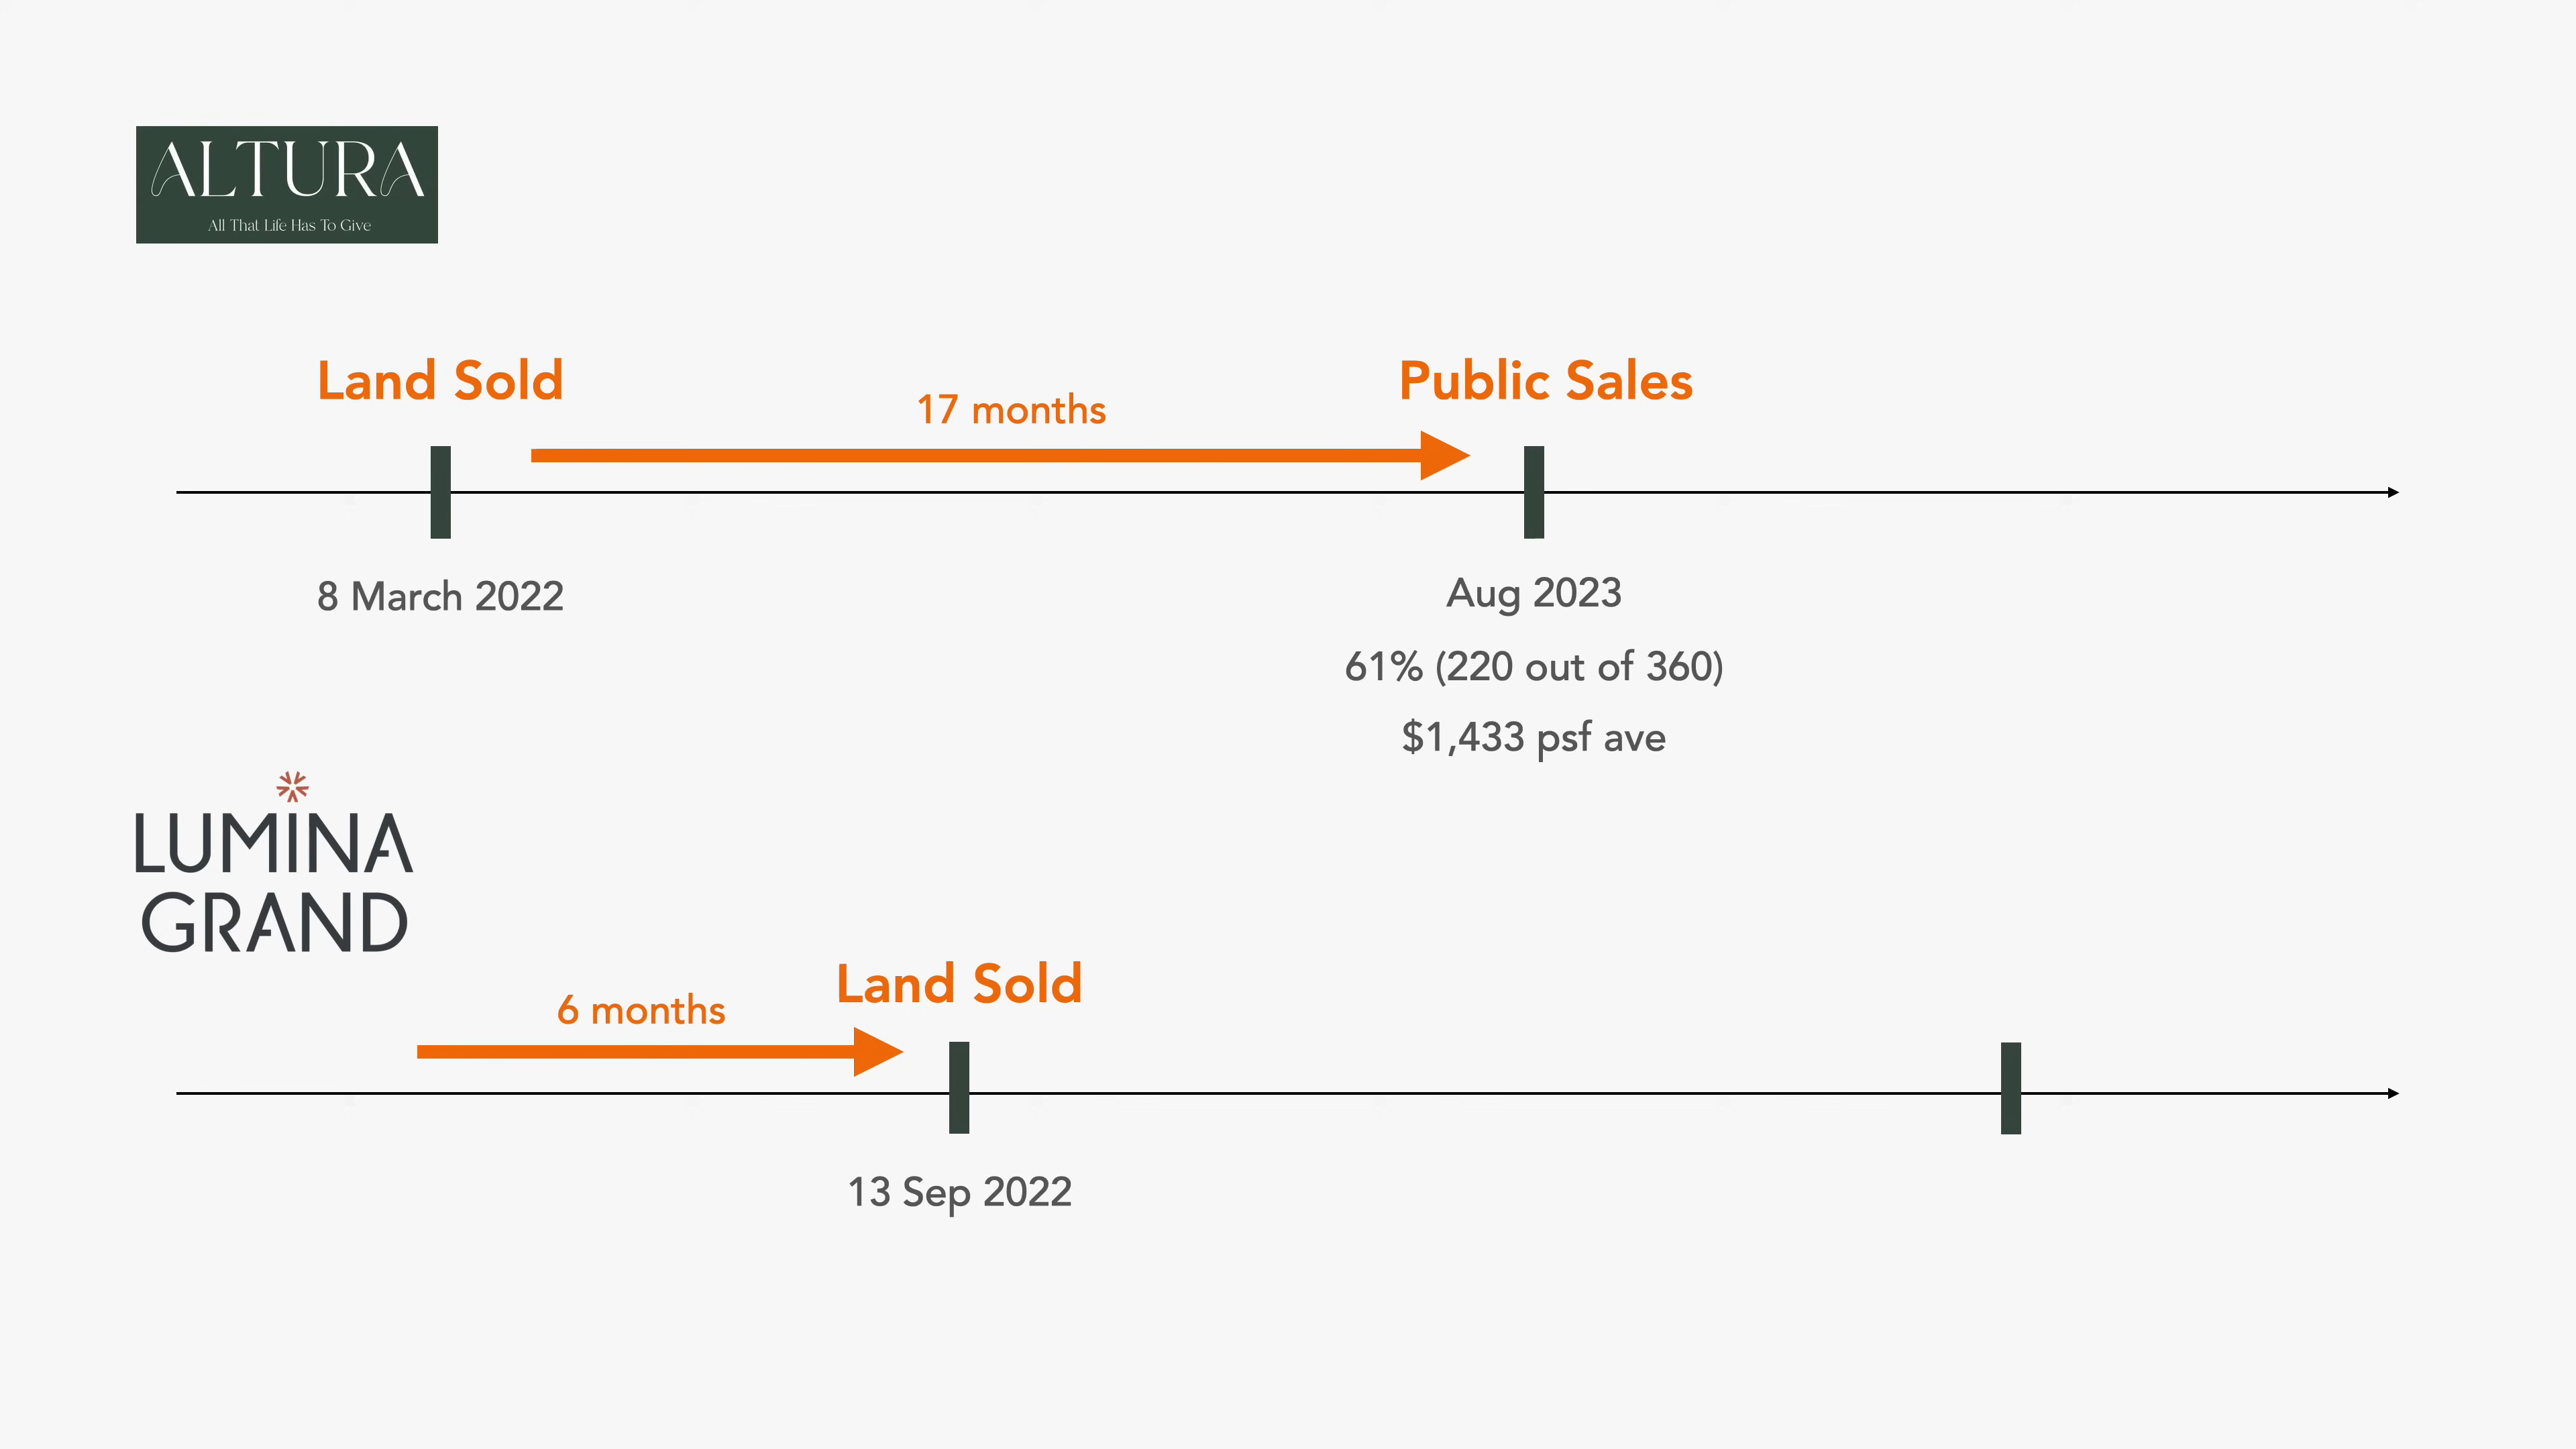 ALTURA
All That Life Has To Give
Land Sold
17 months
Public Sales
8 March 2022
Aug 2023
61% (220 out of 360)
$1,433 psf ave
LUMINA
GRAND
6 months
Land Sold
13 Sep 2022